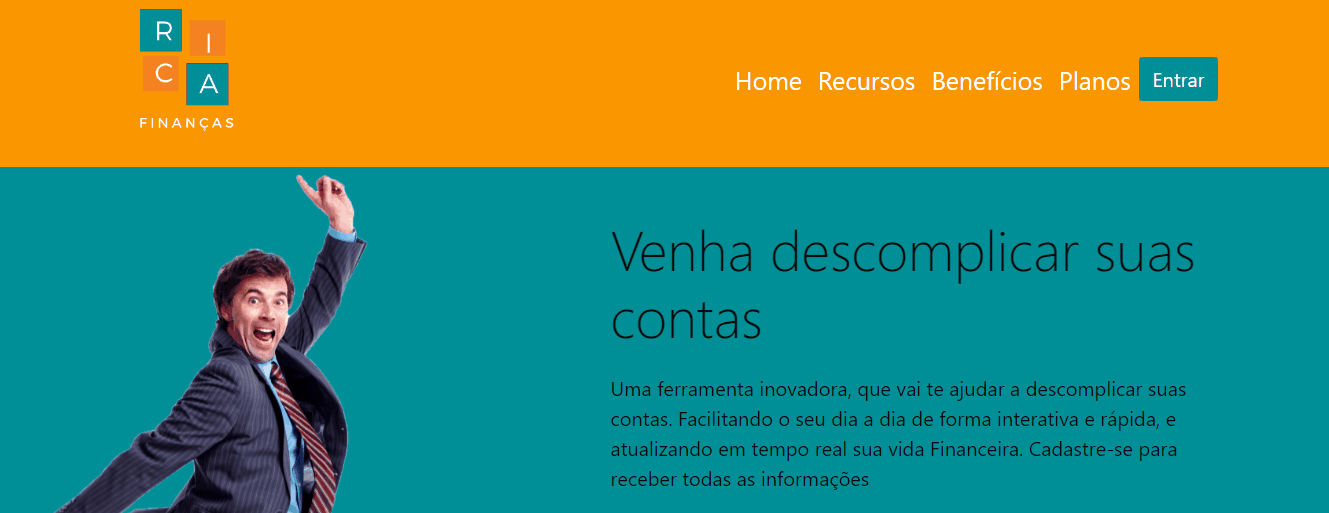 R
I
C
A
FINANÇAS
Home Recursos Benefícios Planos Entrar
Venha descomplicar suas
contas
Uma ferramenta inovadora, que vai te ajudar a descomplicar suas
contas. Facilitando o seu dia a dia de forma interativa e rápida, e
atualizando em tempo real sua vida Financeira. Cadastre-se para
receber todas as informações